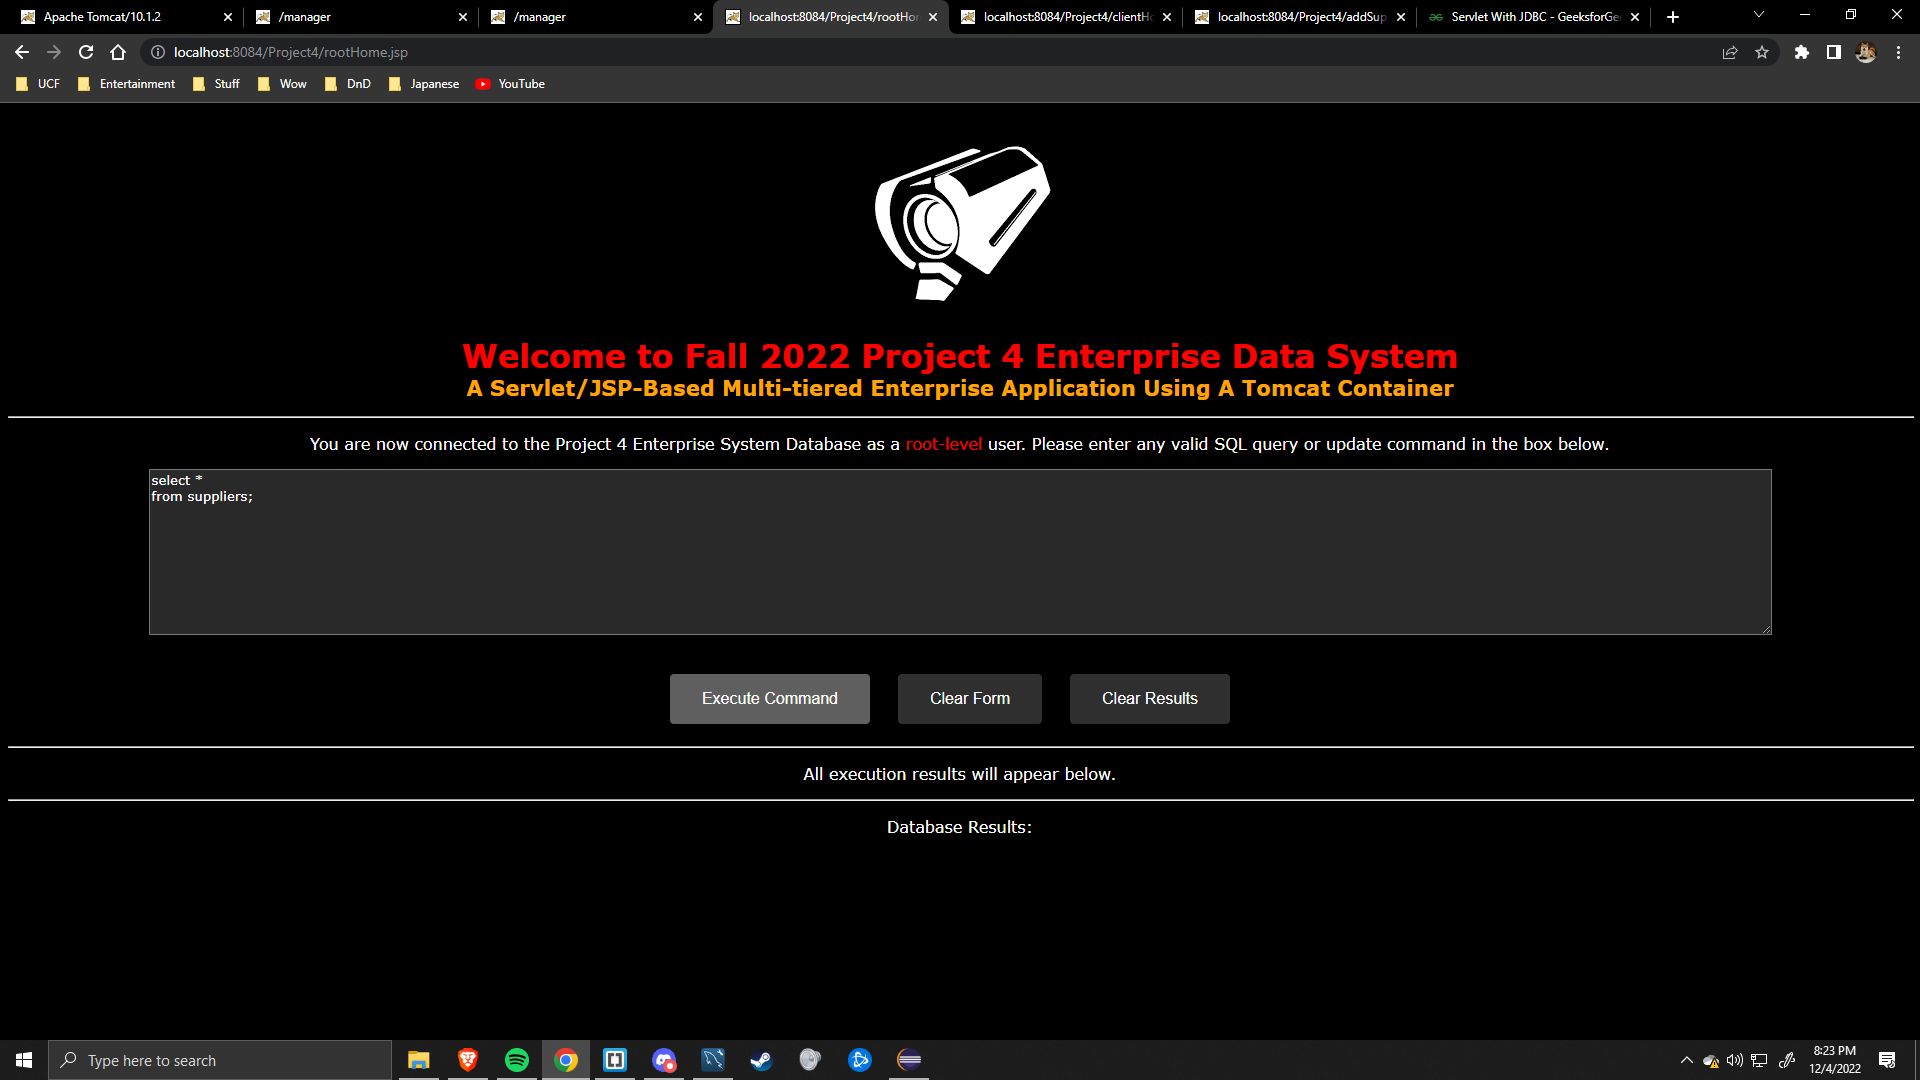 Apache Tomcat/10.1.2
/manager
/manager
localhost:8084/Project4/rootHo
localhost:8084/Project4/clientH
localhost:8084/Project4/addSup
Servlet With JDBC - GeeksforGe
localhost:8084/Project4/rootHome.jsp
UCF
Entertainment
Stuff
Wow
DnD
Japanese
YouTube
Welcome to Fall 2022 Project 4 Enterprise Data System
A Servlet/JSP-Based Multi-tiered Enterprise Application Using A Tomcat Container
You are now connected to the Project 4 Enterprise System Database as a root-level user. Please enter any valid SQL query or update command in the box below.
select *
from suppliers;
Execute Command
Clear Form
Clear Results
All execution results will appear below.
Database Results:
Type here to search
8:23 PM
12/4/2022